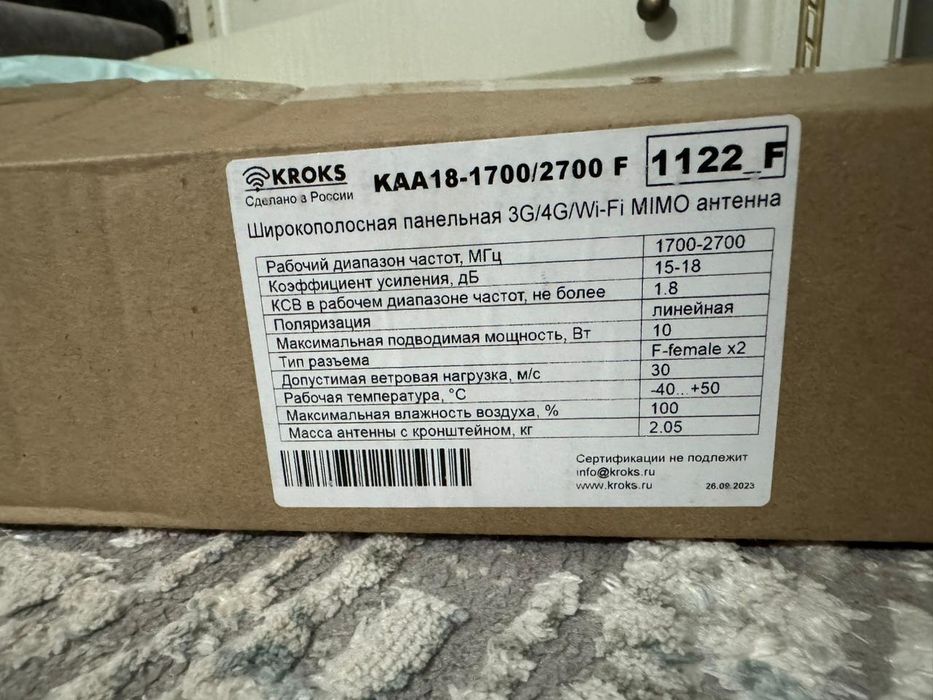 KROKS
Сделано в России
KAA18-1700/2700 F
1122_F
Широкополосная панельная 3G/4G/Wi-Fi MIMO антенна
Рабочий диапазон частот, МГц 1700-2700
Коэффициент усиления, дБ 15-18
КСВ в рабочем диапазоне частот, не более 1.8
Поляризация линейная
Максимальная подводимая мощность, Вт 10
Тип разъема F-female x2
Допустимая ветровая нагрузка, м/с 30
Рабочая температура, °С -40...+50
Максимальная влажность воздуха, % 100
Масса антенны с кронштейном, кг 2.05
Сертификации не подлежит
info@kroks.ru
www.kroks.ru 26.09.2023